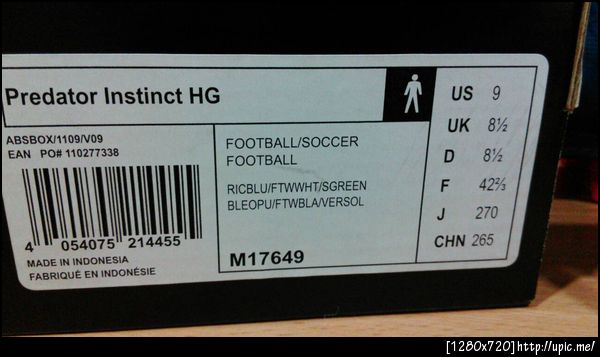 Predator Instinct HG
ABSBOX/1109/V09
EAN PO# 110277338
4 054075 214455
MADE IN INDONESIA
FABRIQUÉ EN INDONÉSIE
FOOTBALL/SOCCER
FOOTBALL
RICBLU/FTWWHT/SGREEN
BLEOPU/FTWBLA/VERSOL
M17649
US 9
UK 8½
D 8½
F 42⅔
J 270
CHN 265
[1280x720]http://upic.me/